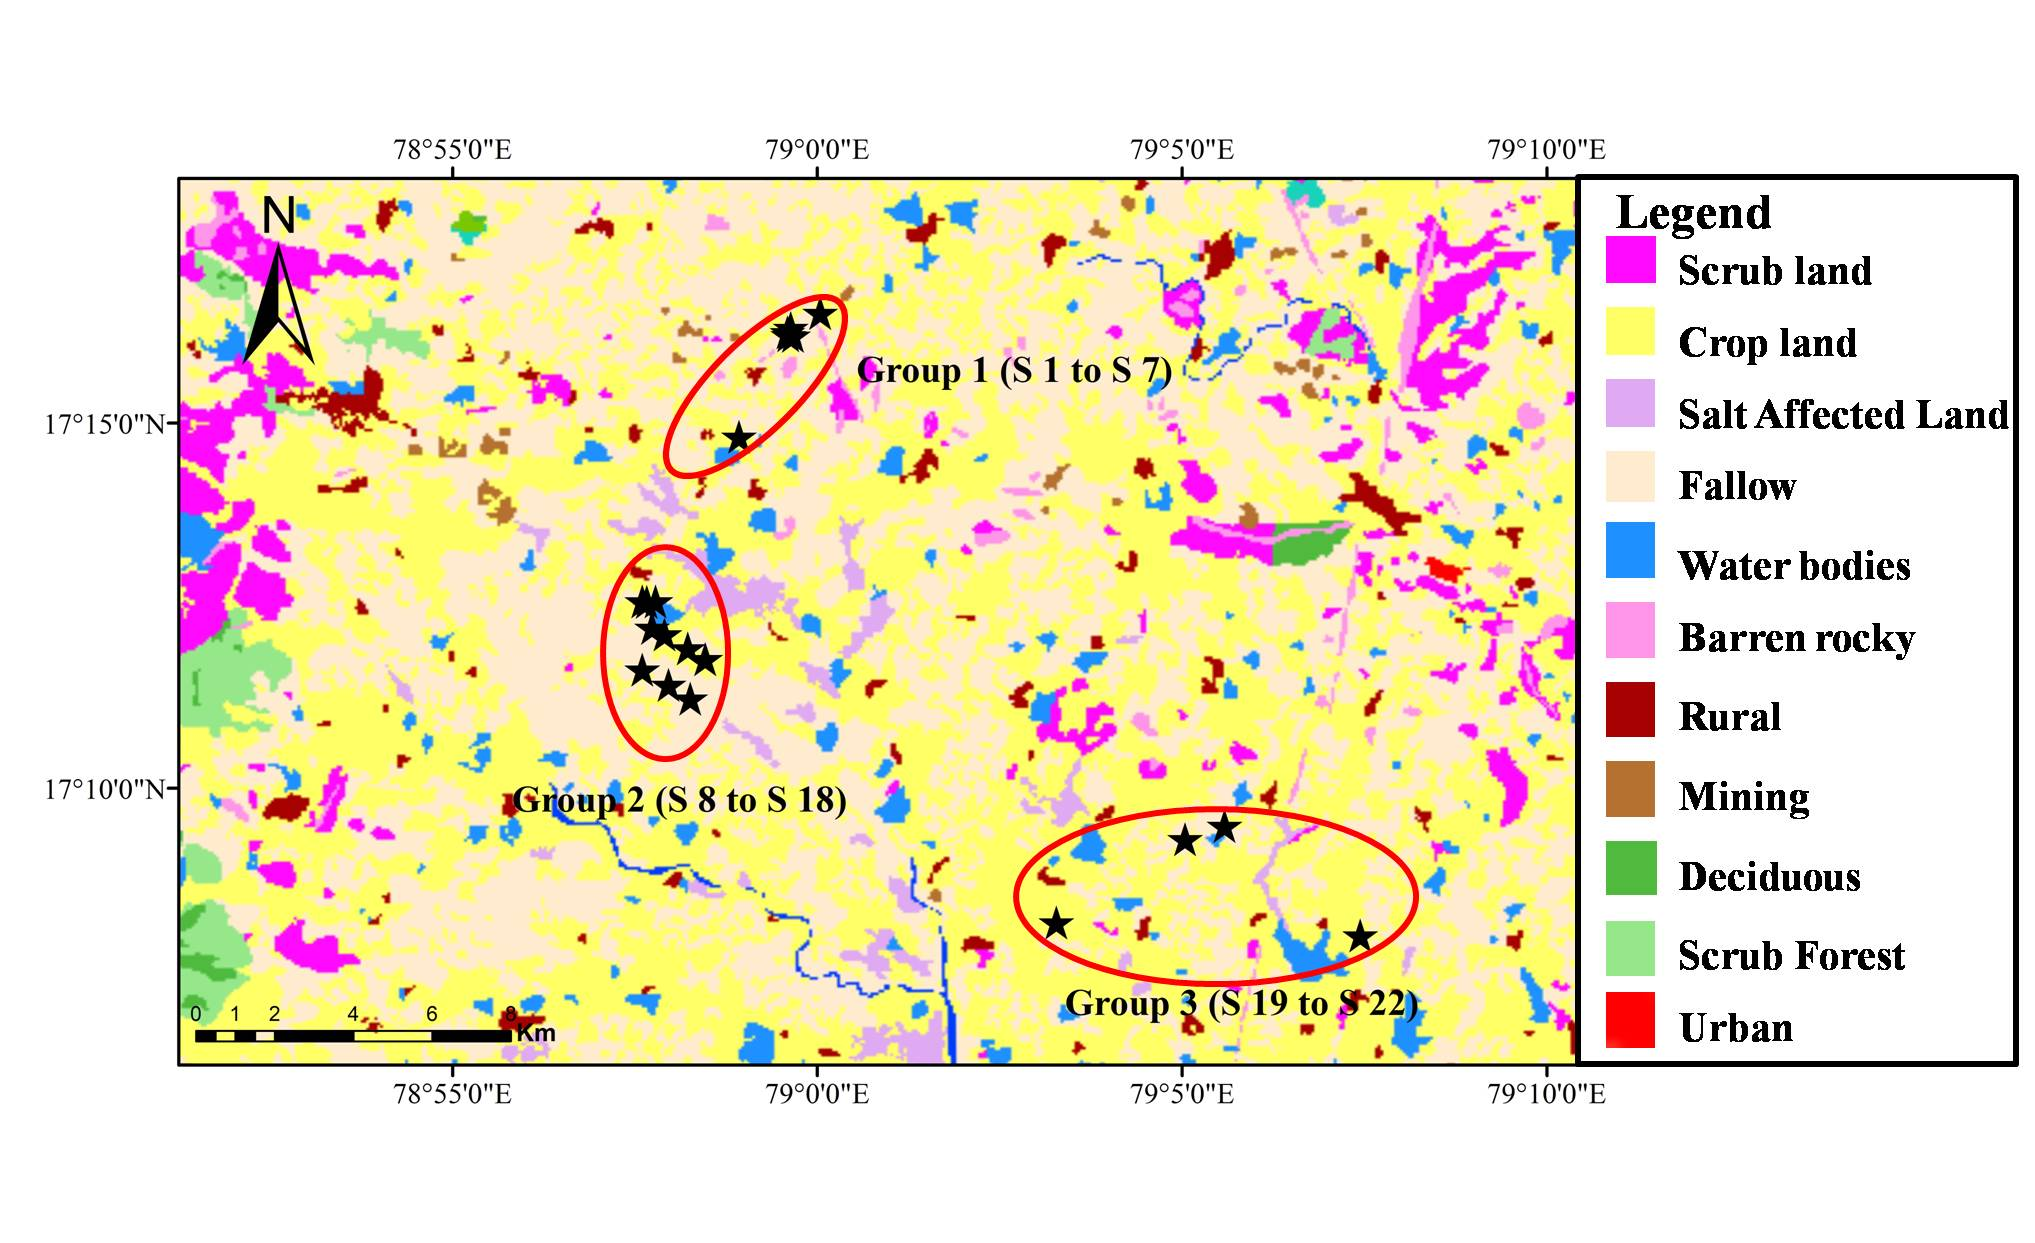 78°55'0"E 79°0'0"E 79°5'0"E 79°10'0"E
N
Legend
Scrub land
Crop land
Salt Affected Land
Fallow
Water bodies
Barren rocky
Rural
Mining
Deciduous
Scrub Forest
Urban
Group 1 (S 1 to S 7)
17°15'0"N
17°10'0"N
Group 2 (S 8 to S 18)
Group 3 (S 19 to S 22)
0 1 2 4 6 8
Km
78°55'0"E 79°0'0"E 79°5'0"E 79°10'0"E